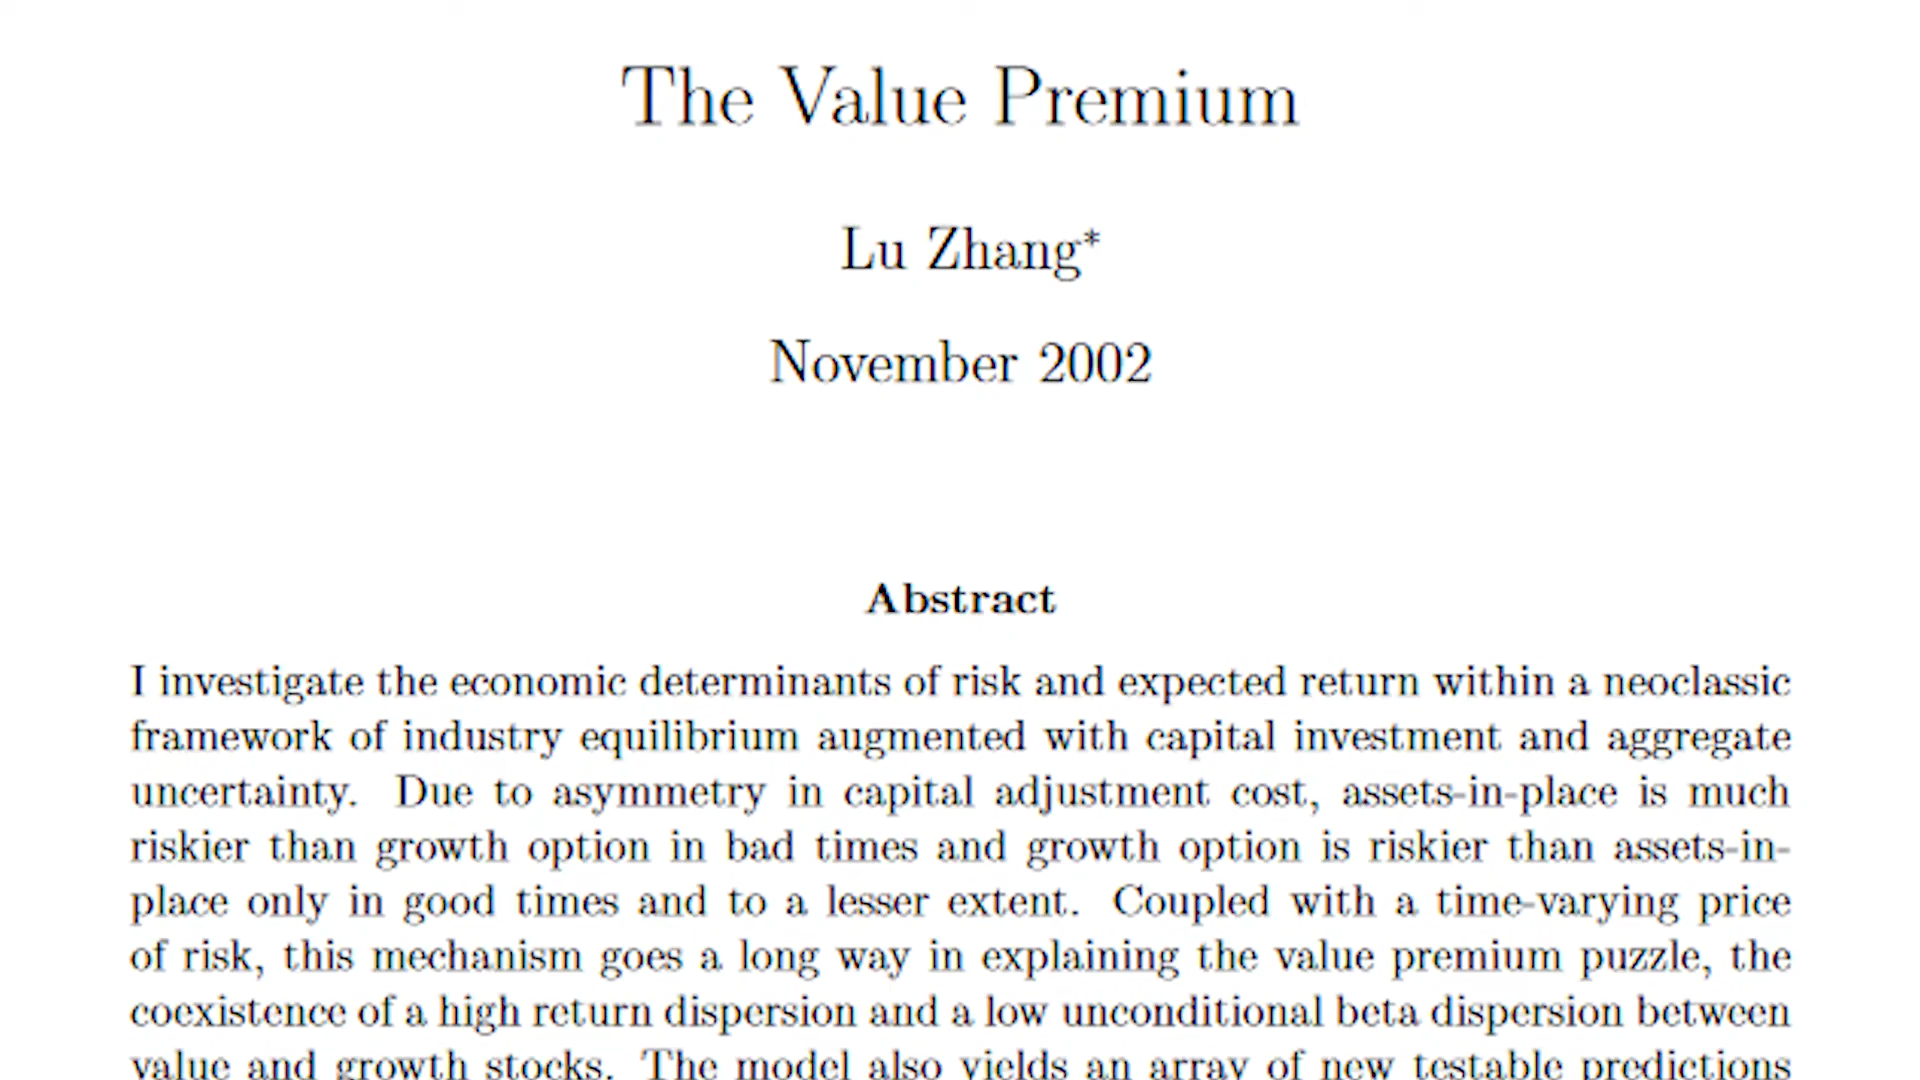 The Value Premium
Lu Zhang*
November 2002
Abstract
I investigate the economic determinants of risk and expected return within a neoclassic
framework of industry equilibrium augmented with capital investment and aggregate
uncertainty. Due to asymmetry in capital adjustment cost, assets-in-place is much
riskier than growth option in bad times and growth option is riskier than assets-in-
place only in good times and to a lesser extent. Coupled with a time-varying price
of risk, this mechanism goes a long way in explaining the value premium puzzle, the
coexistence of a high return dispersion and a low unconditional beta dispersion between
value and growth stocks. The model also yields an array of new testable predictions